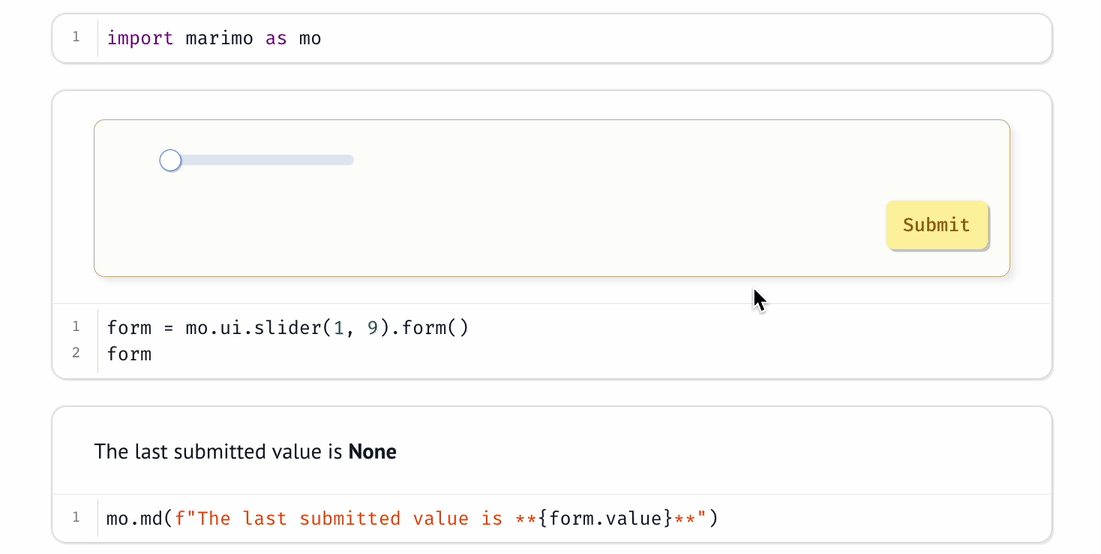 1 import marimo as mo
Submit
1 form = mo.ui.slider(1, 9).form()
2 form
The last submitted value is None
1 mo.md(f"The last submitted value is **{form.value}**")